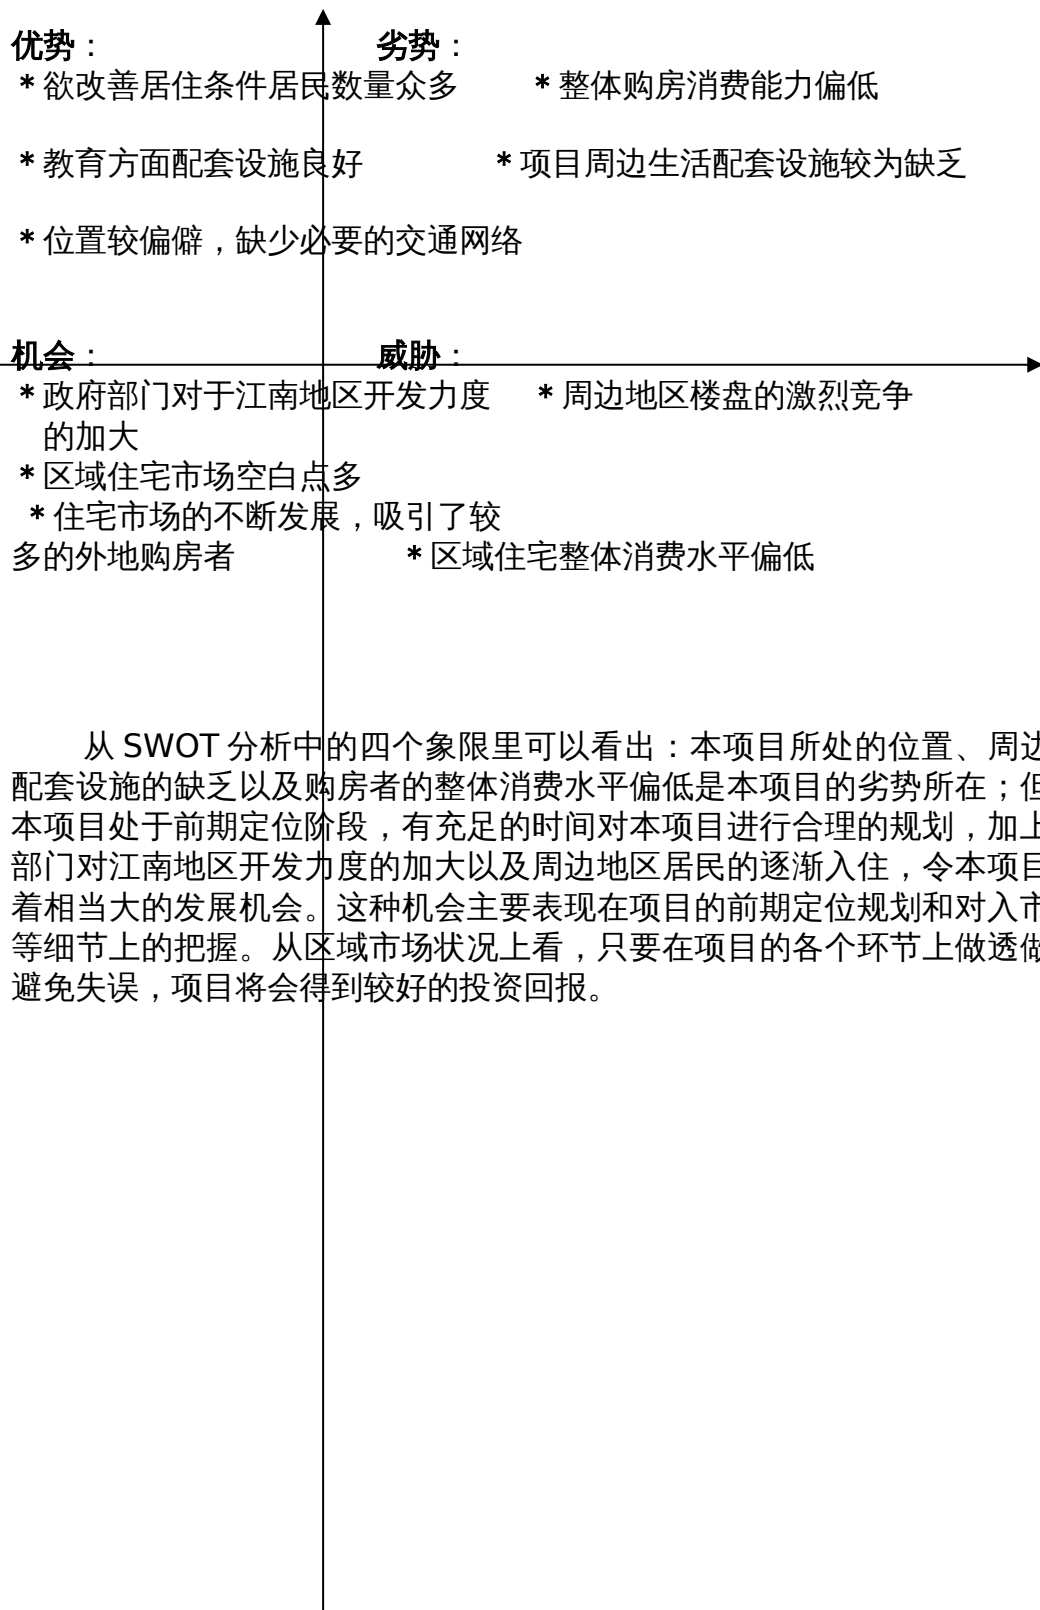 优势： 劣势：
＊欲改善居住条件居民数量众多 ＊整体购房消费能力偏低
＊教育方面配套设施良好 ＊项目周边生活配套设施较为缺乏
＊位置较偏僻，缺少必要的交通网络
机会： 威胁：
＊政府部门对于江南地区开发力度 ＊周边地区楼盘的激烈竞争
的加大
＊区域住宅市场空白点多
＊住宅市场的不断发展，吸引了较
多的外地购房者 ＊区域住宅整体消费水平偏低
从 SWOT 分析中的四个象限里可以看出：本项目所处的位置、周边
配套设施的缺乏以及购房者的整体消费水平偏低是本项目的劣势所在；但
本项目处于前期定位阶段，有充足的时间对本项目进行合理的规划，加上
部门对江南地区开发力度的加大以及周边地区居民的逐渐入住，令本项目
着相当大的发展机会。这种机会主要表现在项目的前期定位规划和对入市
等细节上的把握。从区域市场状况上看，只要在项目的各个环节上做透做
避免失误，项目将会得到较好的投资回报。